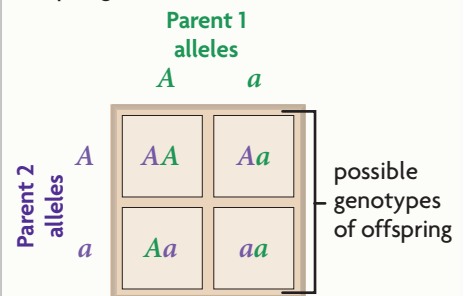 Parent 1
alleles
A a
Parent 2
alleles
A AA Aa
a Aa aa
possible
genotypes
of offspring